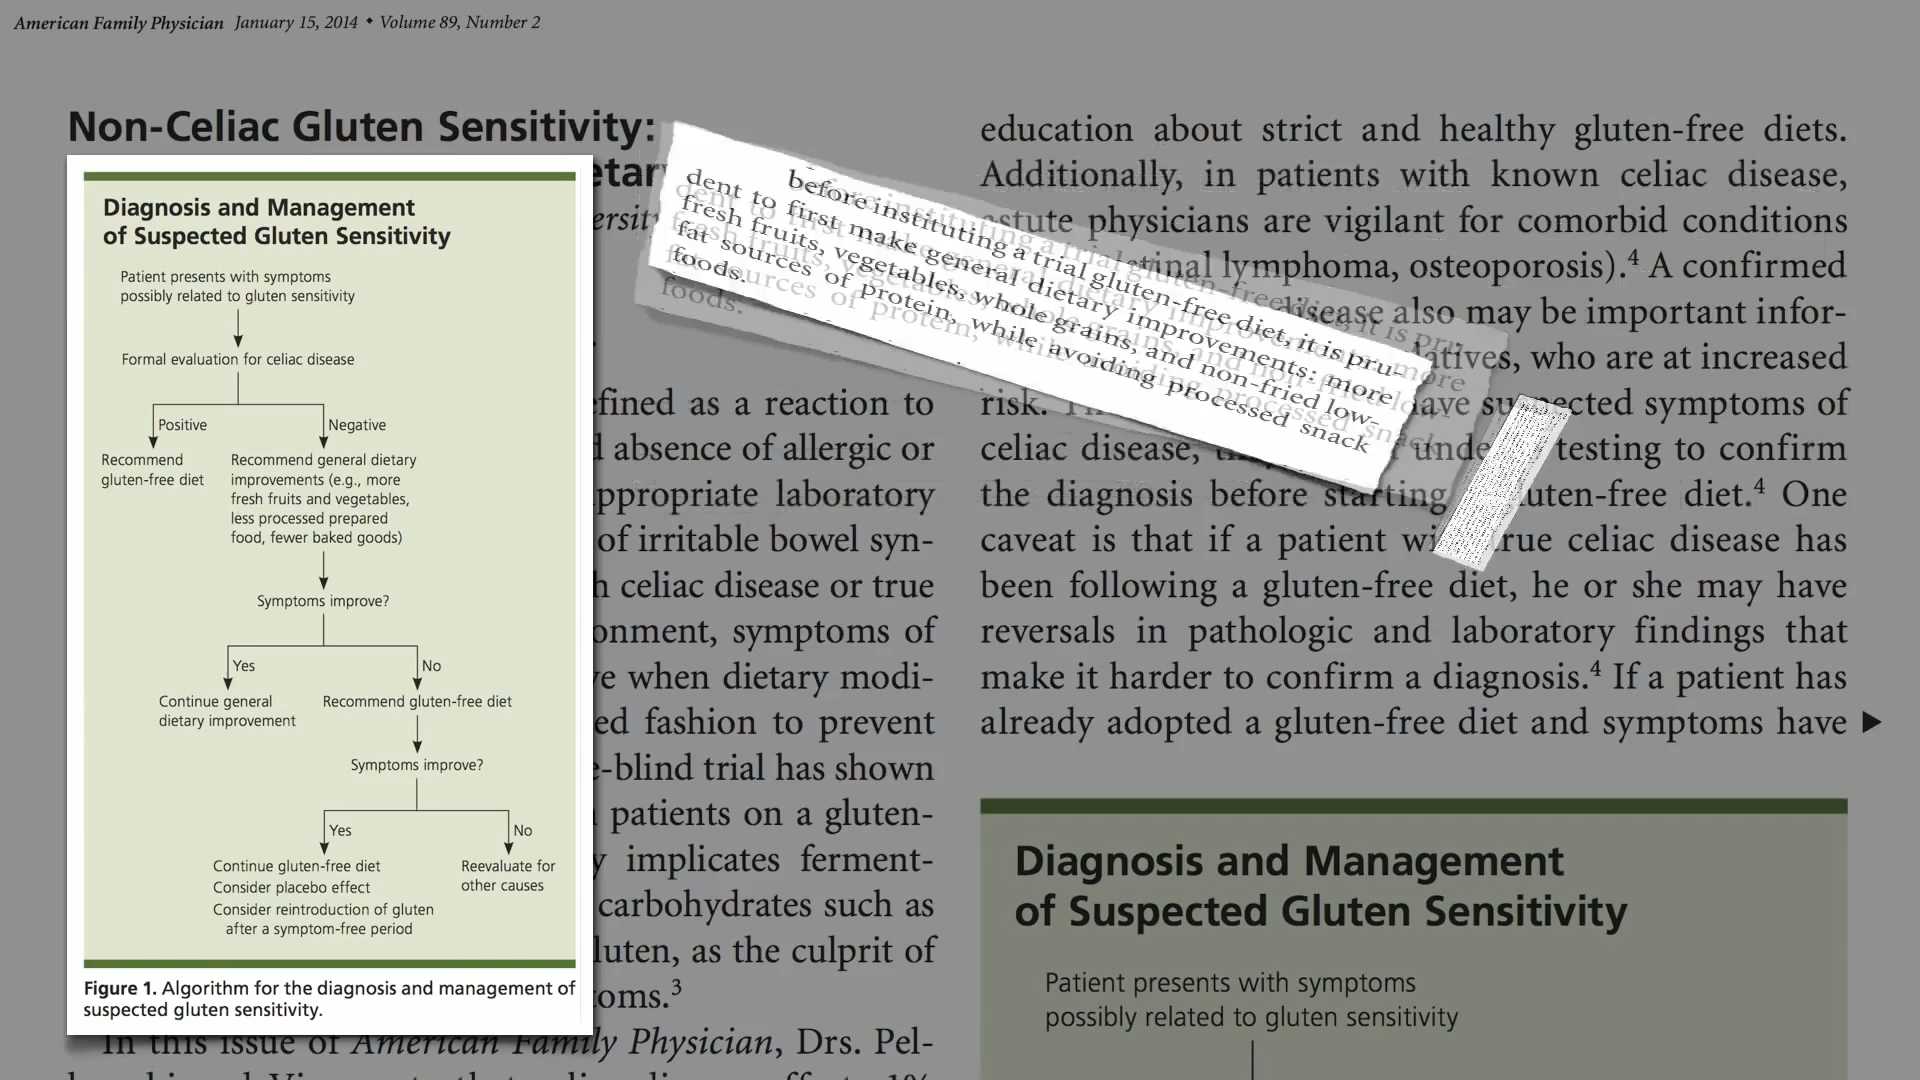 American Family Physician January 15, 2014 ◆ Volume 89, Number 2
Non-Celiac Gluten Sensitivity:
Diagnosis and Management
of Suspected Gluten Sensitivity
Patient presents with symptoms
possibly related to gluten sensitivity
Formal evaluation for celiac disease
Positive
Negative
Recommend
gluten-free diet
Recommend general dietary
improvements (e.g., more
fresh fruits and vegetables,
less processed prepared
food, fewer baked goods)
Symptoms improve?
Yes
No
Continue general
dietary improvement
Recommend gluten-free diet
Symptoms improve?
Yes
No
Continue gluten-free diet
Consider placebo effect
Consider reintroduction of gluten
after a symptom-free period
Reevaluate for
other causes
Figure 1. Algorithm for the diagnosis and management of
suspected gluten sensitivity.
before instituting a trial gluten-free diet, it is pru-
dent to first make general dietary improvements: more
fresh fruits, vegetables, whole grains, and non-fried low-
fat sources of protein, while avoiding processed snack
foods.
as a reaction to
absence of allergic or
laboratory
of irritable bowel syn-
celiac disease or true
symptoms of
when dietary modi-
fashion to prevent
-blind trial has shown
patients on a gluten-
implicates ferment-
carbohydrates such as
as the culprit of
In this issue of American Family Physician, Drs. Pel-
education about strict and healthy gluten-free diets.
Additionally, in patients with known celiac disease,
astute physicians are vigilant for comorbid conditions
lymphoma, osteoporosis).4 A confirmed
disease also may be important infor-
who are at increased
risk. have suspected symptoms of
celiac disease, testing to confirm
the diagnosis before starting gluten-free diet.4 One
caveat is that if a patient true celiac disease has
been following a gluten-free diet, he or she may have
reversals in pathologic and laboratory findings that
make it harder to confirm a diagnosis.4 If a patient has
already adopted a gluten-free diet and symptoms have ▶
Diagnosis and Management
of Suspected Gluten Sensitivity
Patient presents with symptoms
possibly related to gluten sensitivity